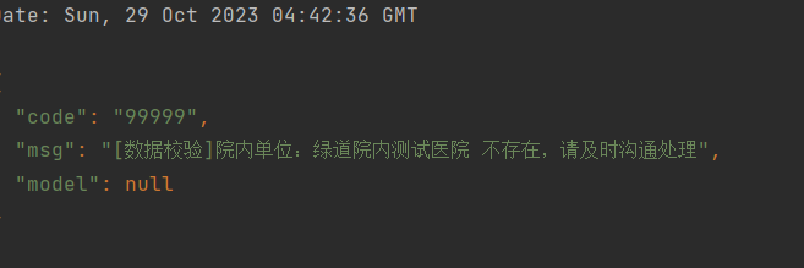 ate: Sun, 29 Oct 2023 04:42:36 GMT
"code": "99999",
"msg": "[数据校验]院内单位：绿道院内测试医院 不存在，请及时沟通处理",
"model": null